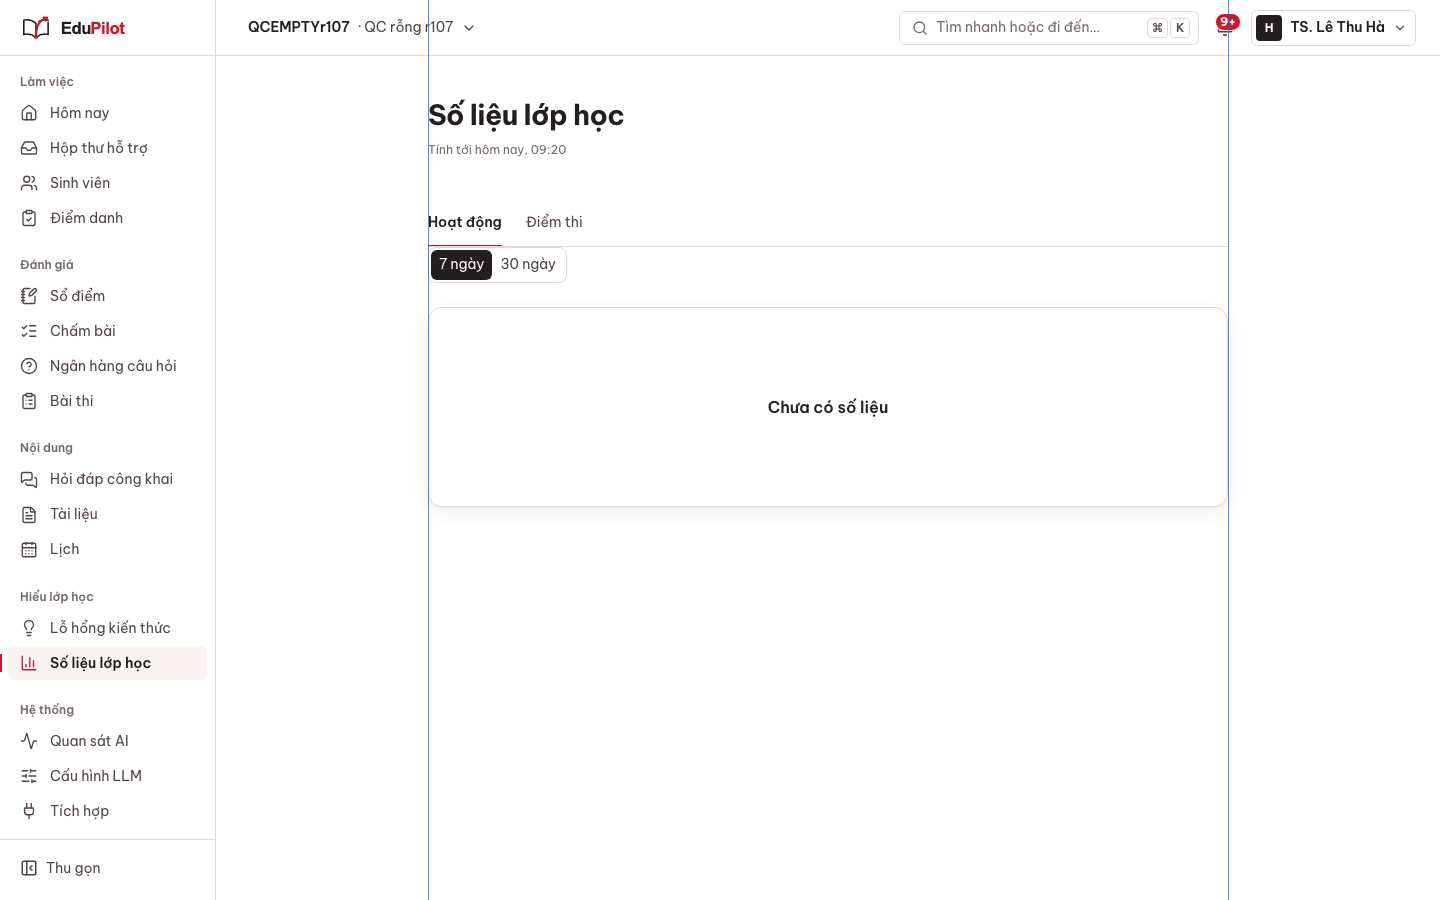 EduPilot
QCEMPTYr107 · QC rỗng r107
Tìm nhanh hoặc đi đến...
⌘ K
9+
H
TS. Lê Thu Hà
Làm việc
Hôm nay
Hộp thư hỗ trợ
Sinh viên
Điểm danh
Đánh giá
Sổ điểm
Chấm bài
Ngân hàng câu hỏi
Bài thi
Nội dung
Hỏi đáp công khai
Tài liệu
Lịch
Hiểu lớp học
Lỗ hổng kiến thức
Số liệu lớp học
Hệ thống
Quan sát AI
Cấu hình LLM
Tích hợp
Thu gọn
Số liệu lớp học
Tính tới hôm nay, 09:20
Hoạt động
Điểm thi
7 ngày
30 ngày
Chưa có số liệu